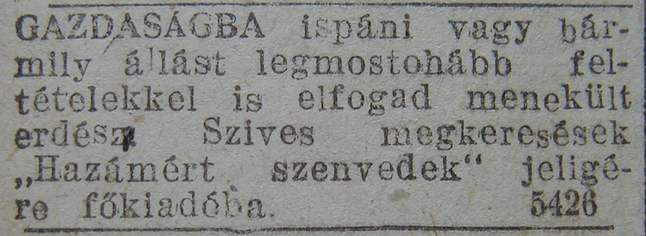 GAZDASÁGBA ispáni vagy bár-
mily állást legmostohább fel-
tételekkel is elfogad menekült
erdész Szives megkeresések
„Hazámért szenvedek“ jeligé-
re főkiadóba. 5426